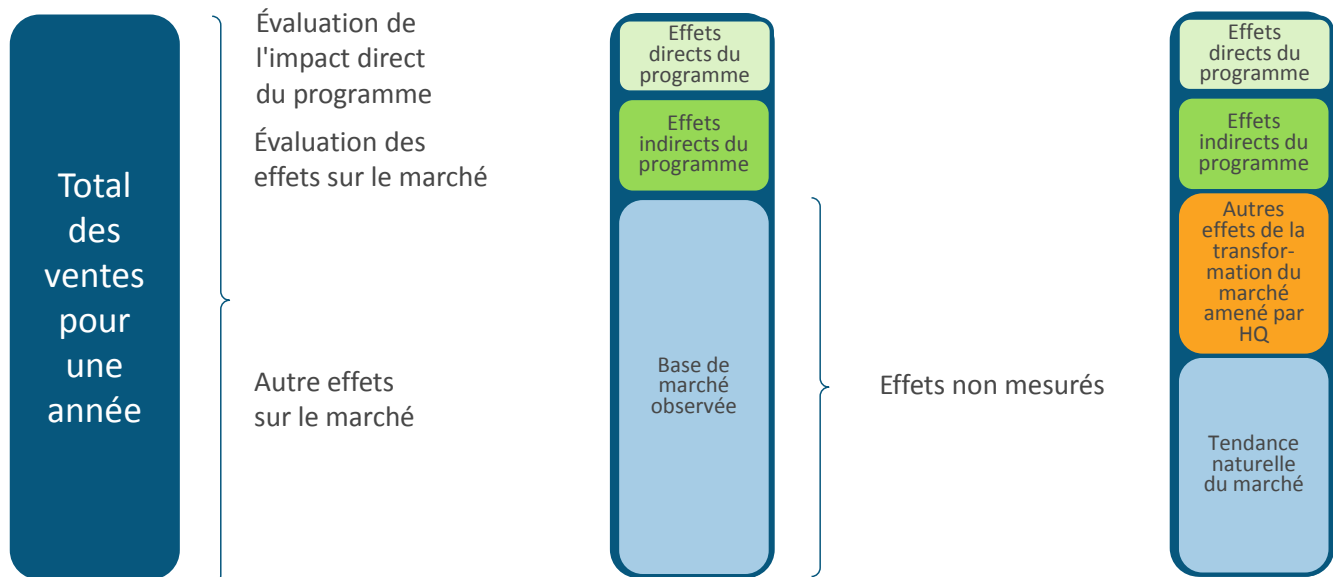 Total
des
ventes
pour
une
année
Évaluation de
l'impact direct
du programme
Évaluation des
effets sur le marché
Autre effets
sur le marché
Effets
directs du
programme
Effets
indirects du
programme
Base de
marché
observée
Effets non mesurés
Effets
directs du
programme
Effets
indirects du
programme
Autres
effets de la
transfor-
mation du
marché
amené par
HQ
Tendance
naturelle
du marché